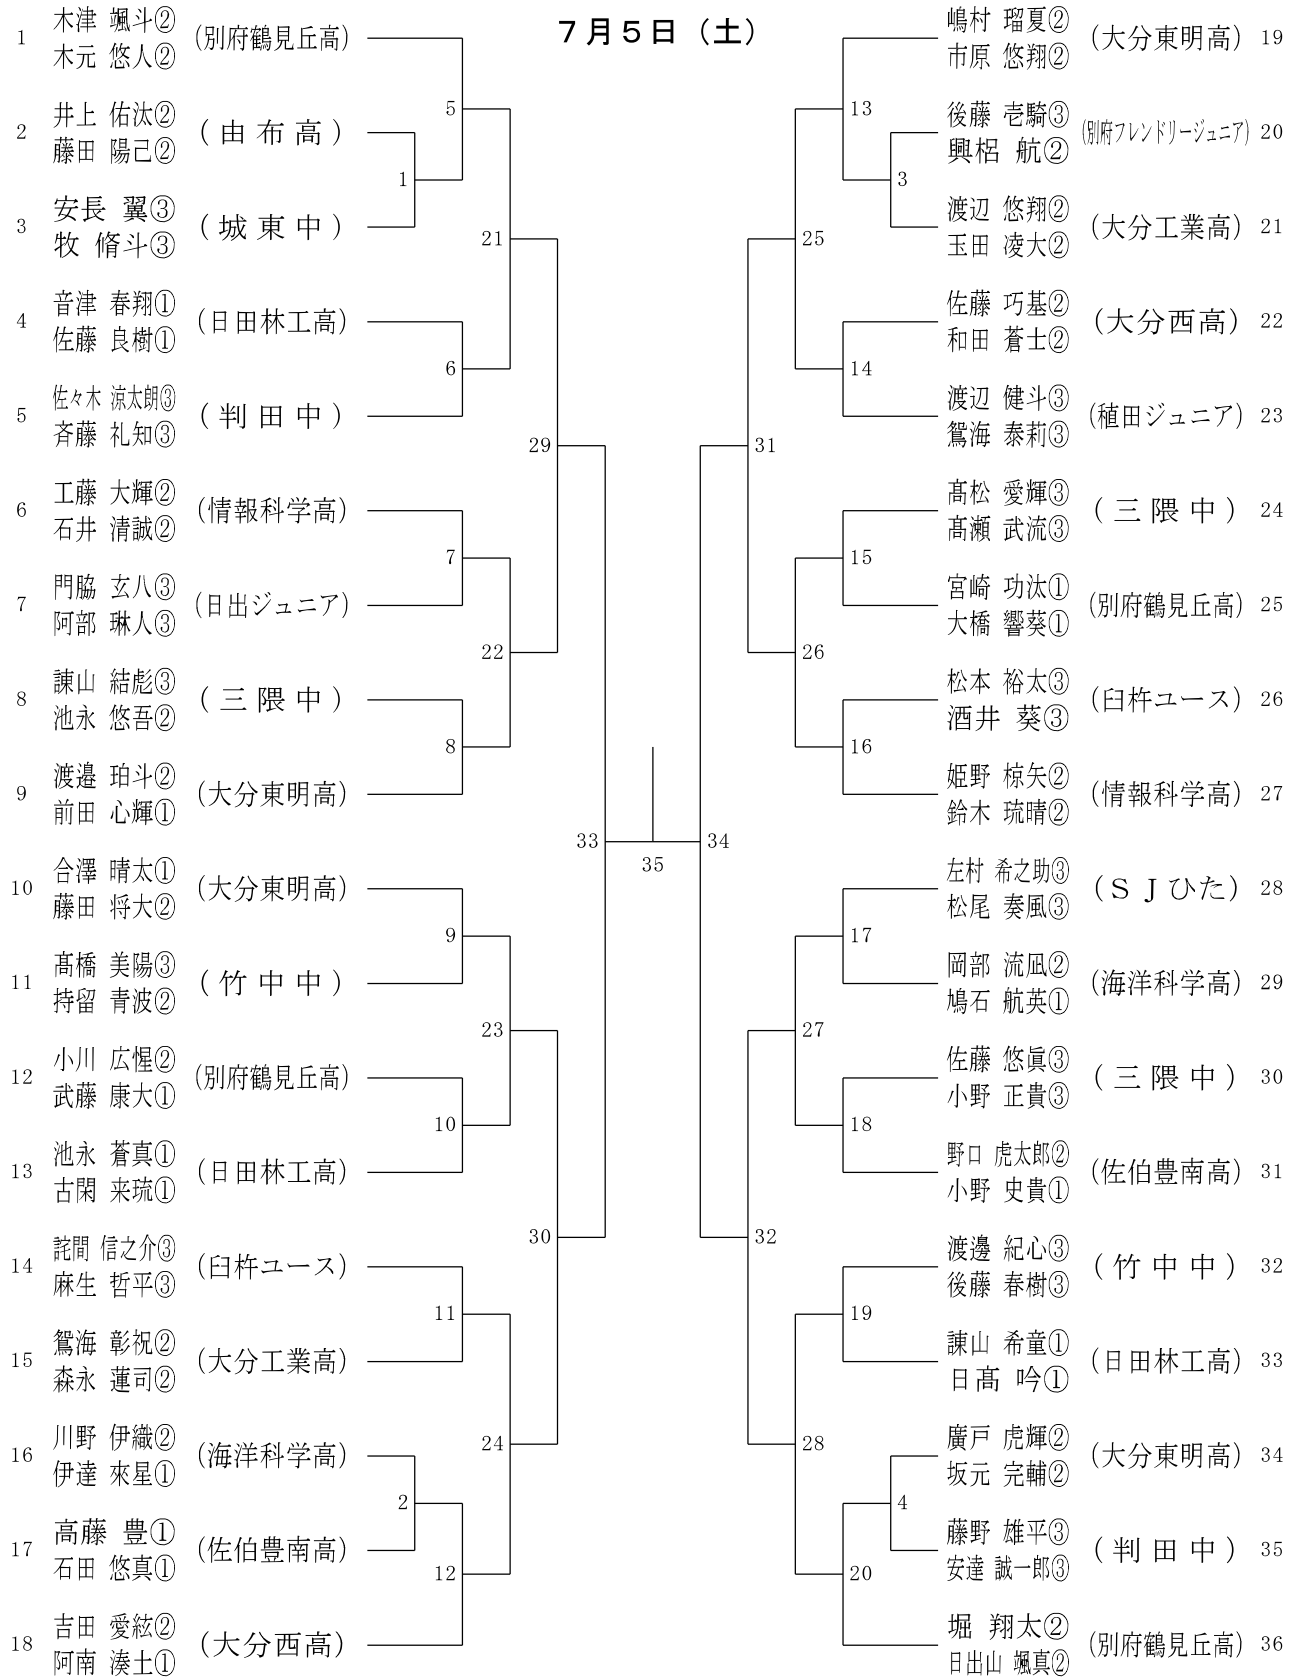 ７月５日（土）
1 木津 颯斗② 木元 悠人② (別府鶴見丘高)
2 井上 佑汰② 藤田 陽己② (由布高)
3 安長 翼③ 牧 脩斗③ (城東中)
4 音津 春翔① 佐藤 良樹① (日田林工高)
5 佐々木 涼太朗③ 斉藤 礼知③ (判田中)
6 工藤 大輝② 石井 清誠② (情報科学高)
7 門脇 玄八③ 阿部 琳人③ (日出ジュニア)
8 諌山 結彪③ 池永 悠吾② (三隈中)
9 渡邉 珀斗② 前田 心輝① (大分東明高)
10 合澤 晴太① 藤田 将大② (大分東明高)
11 髙橋 美陽③ 持留 青波② (竹中中)
12 小川 広惺② 武藤 康大① (別府鶴見丘高)
13 池永 蒼真① 古閑 来琉① (日田林工高)
14 詫間 信之介③ 麻生 哲平③ (臼杵ユース)
15 鴛海 彰祝② 森永 蓮司② (大分工業高)
16 川野 伊織② 伊達 來星① (海洋科学高)
17 高藤 豊① 石田 悠真① (佐伯豊南高)
18 吉田 愛絃② 阿南 湊土① (大分西高)
1
2
5
6
7
8
9
10
11
12
21
22
23
24
29
30
33
35
34
31
32
25
26
27
28
13
14
15
16
17
18
19
20
3
4
嶋村 瑠夏② 市原 悠翔② (大分東明高) 19
後藤 壱騎③ 興梠 航② (別府フレンドリージュニア) 20
渡辺 悠翔② 玉田 凌大② (大分工業高) 21
佐藤 巧基② 和田 蒼士② (大分西高) 22
渡辺 健斗③ 鴛海 泰莉③ (稙田ジュニア) 23
髙松 愛輝③ 髙瀬 武流③ (三隈中) 24
宮崎 功汰① 大橋 響葵① (別府鶴見丘高) 25
松本 裕太③ 酒井 葵③ (臼杵ユース) 26
姫野 椋矢② 鈴木 琉晴② (情報科学高) 27
左村 希之助③ 松尾 奏風③ (ＳＪひた) 28
岡部 流凪② 鳩石 航英① (海洋科学高) 29
佐藤 悠眞③ 小野 正貴③ (三隈中) 30
野口 虎太郎② 小野 史貴① (佐伯豊南高) 31
渡邊 紀心③ 後藤 春樹③ (竹中中) 32
諌山 希童① 日髙 吟① (日田林工高) 33
廣戸 虎輝② 坂元 完輔② (大分東明高) 34
藤野 雄平③ 安達 誠一郎③ (判田中) 35
堀 翔太② 日出山 颯真② (別府鶴見丘高) 36